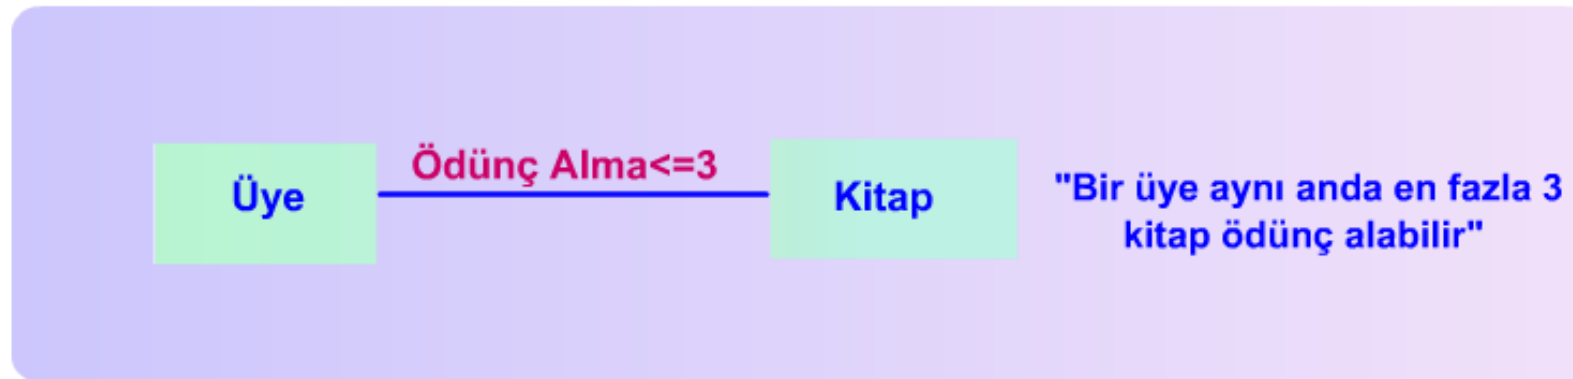 Üye
Ödünç Alma<=3
Kitap
"Bir üye aynı anda en fazla 3
kitap ödünç alabilir"